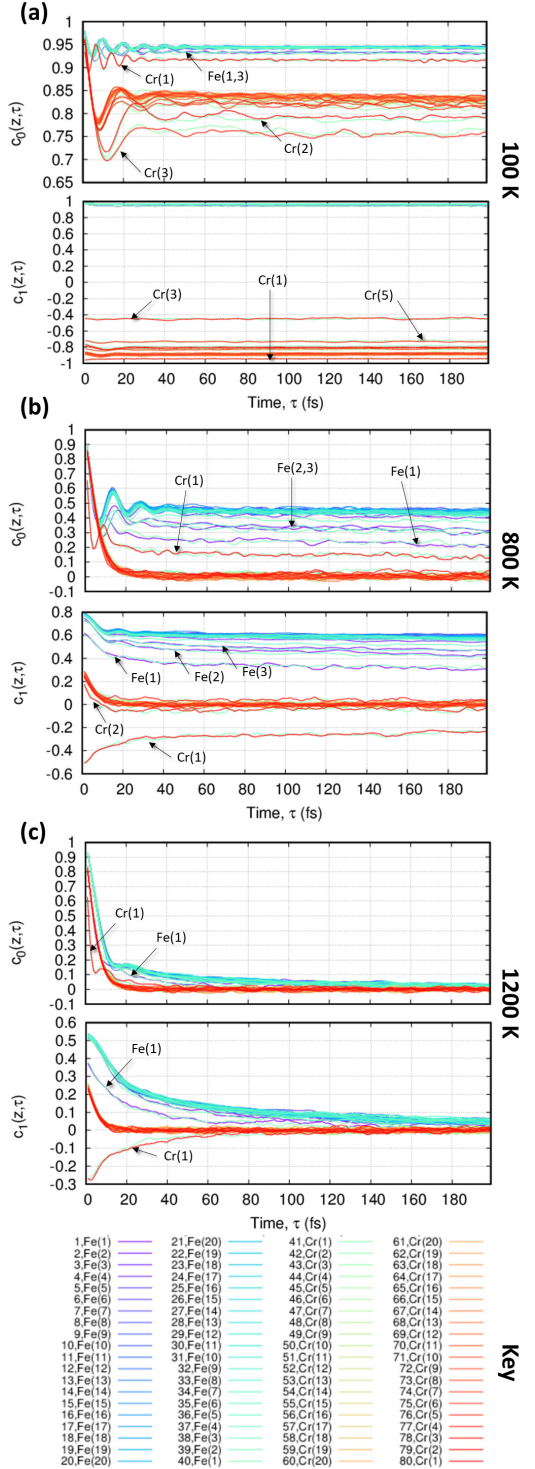 (a)
0.95
0.9
0.85
0.8
0.75
0.7
0.65
c0(z,τ)
Cr(1)
Fe(1,3)
Cr(2)
Cr(3)
100 K
1
0.8
0.6
0.4
0.2
0
-0.2
-0.4
-0.6
-0.8
-1
c1(z,τ)
Cr(3)
Cr(1)
Cr(5)
0 20 40 60 80 100 120 140 160 180
Time, τ (fs)
(b)
1
0.9
0.8
0.7
0.6
0.5
0.4
0.3
0.2
0.1
0
-0.1
c0(z,τ)
Cr(1)
Fe(2,3)
Fe(1)
800 K
0.8
0.6
0.4
0.2
0
-0.2
-0.4
-0.6
c1(z,τ)
Fe(1)
Fe(2)
Fe(3)
Cr(2)
Cr(1)
0 20 40 60 80 100 120 140 160 180
Time, τ (fs)
(c)
1
0.9
0.8
0.7
0.6
0.5
0.4
0.3
0.2
0.1
0
-0.1
c0(z,τ)
Cr(1)
Fe(1)
1200 K
0.6
0.5
0.4
0.3
0.2
0.1
0
-0.1
-0.2
-0.3
c1(z,τ)
Fe(1)
Cr(1)
0 20 40 60 80 100 120 140 160 180
Time, τ (fs)
1,Fe(1) 21,Fe(20) 41,Cr(1) 61,Cr(20)
2,Fe(2) 22,Fe(19) 42,Cr(2) 62,Cr(19)
3,Fe(3) 23,Fe(18) 43,Cr(3) 63,Cr(18)
4,Fe(4) 24,Fe(17) 44,Cr(4) 64,Cr(17)
5,Fe(5) 25,Fe(16) 45,Cr(5) 65,Cr(16)
6,Fe(6) 26,Fe(15) 46,Cr(6) 66,Cr(15)
7,Fe(7) 27,Fe(14) 47,Cr(7) 67,Cr(14)
8,Fe(8) 28,Fe(13) 48,Cr(8) 68,Cr(13)
9,Fe(9) 29,Fe(12) 49,Cr(9) 69,Cr(12)
10,Fe(10) 30,Fe(11) 50,Cr(10) 70,Cr(11)
11,Fe(11) 31,Fe(10) 51,Cr(11) 71,Cr(10)
12,Fe(12) 32,Fe(9) 52,Cr(12) 72,Cr(9)
13,Fe(13) 33,Fe(8) 53,Cr(13) 73,Cr(8)
14,Fe(14) 34,Fe(7) 54,Cr(14) 74,Cr(7)
15,Fe(15) 35,Fe(6) 55,Cr(15) 75,Cr(6)
16,Fe(16) 36,Fe(5) 56,Cr(16) 76,Cr(5)
17,Fe(17) 37,Fe(4) 57,Cr(17) 77,Cr(4)
18,Fe(18) 38,Fe(3) 58,Cr(18) 78,Cr(3)
19,Fe(19) 39,Fe(2) 59,Cr(19) 79,Cr(2)
20,Fe(20) 40,Fe(1) 60,Cr(20) 80,Cr(1)
Key